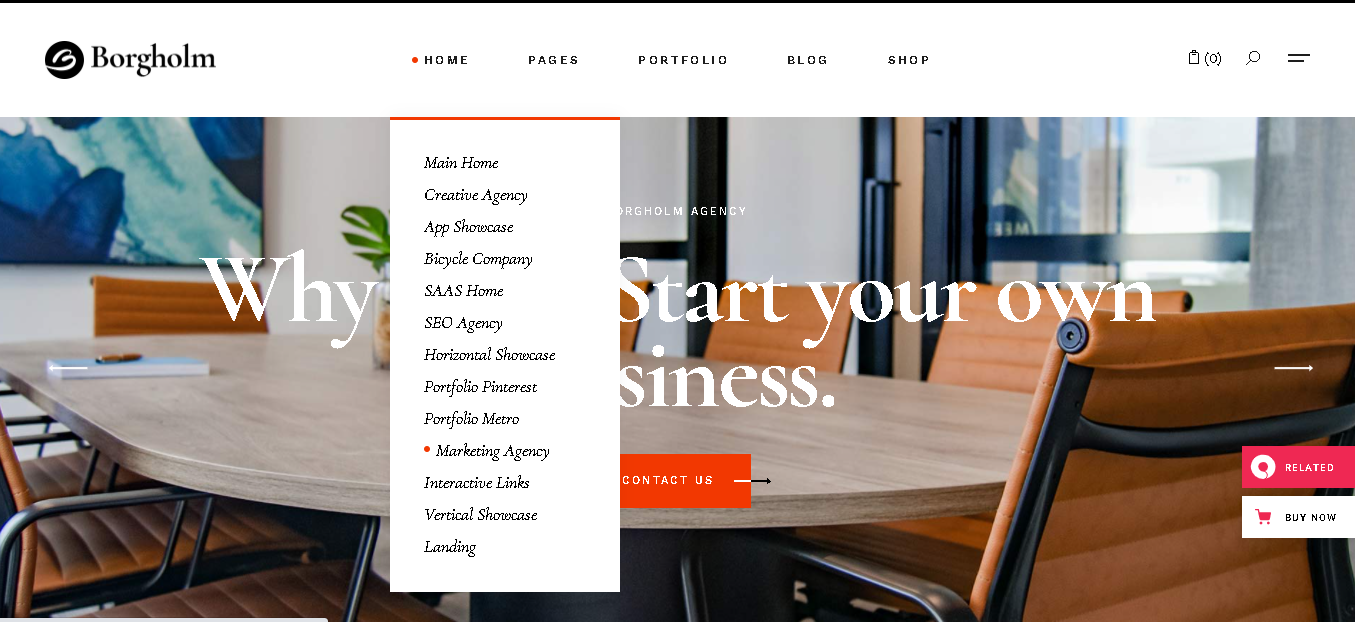 Borgholm
HOME
PAGES
PORTFOLIO
BLOG
SHOP
(0)
Main Home
Creative Agency
App Showcase
Bicycle Company
SAAS Home
SEO Agency
Horizontal Showcase
Portfolio Pinterest
Portfolio Metro
Marketing Agency
Interactive Links
Vertical Showcase
Landing
ORGHOLM AGENCY
Why Start your own
siness.
CONTACT US
RELATED
BUY NOW